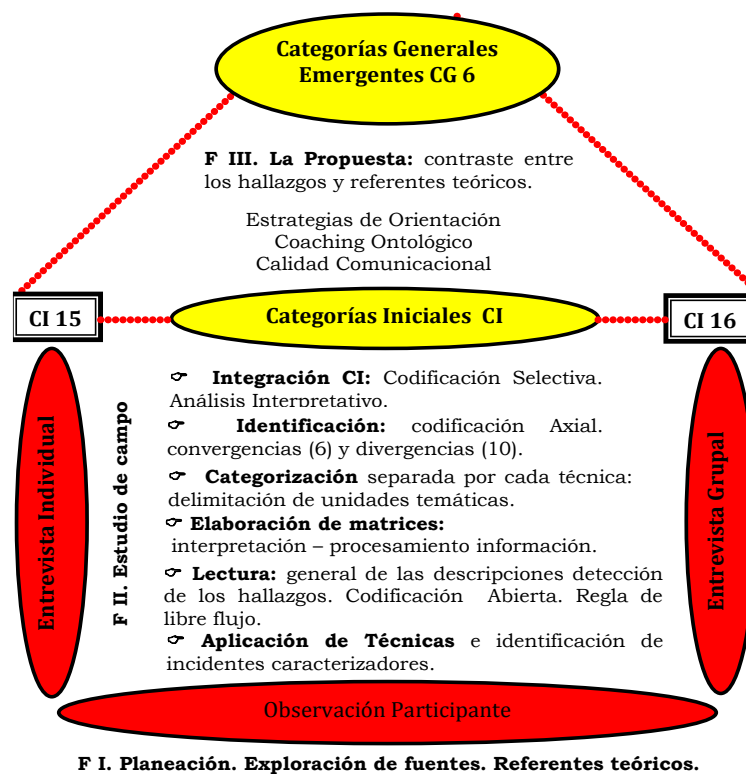 Categorías Generales
Emergentes CG 6
F III. La Propuesta: contraste entre
los hallazgos y referentes teóricos.
Estrategias de Orientación
Coaching Ontológico
Calidad Comunicacional
CI 15
Categorías Iniciales CI
CI 16
Entrevista Individual
F II. Estudio de campo
Integración CI: Codificación Selectiva.
Análisis Interpretativo.
Identificación: codificación Axial.
convergencias (6) y divergencias (10).
Categorización separada por cada técnica:
delimitación de unidades temáticas.
Elaboración de matrices:
interpretación – procesamiento información.
Lectura: general de las descripciones detección
de los hallazgos. Codificación Abierta. Regla de
libre flujo.
Aplicación de Técnicas e identificación de
incidentes caracterizadores.
Entrevista Grupal
Observación Participante
F I. Planeación. Exploración de fuentes. Referentes teóricos.